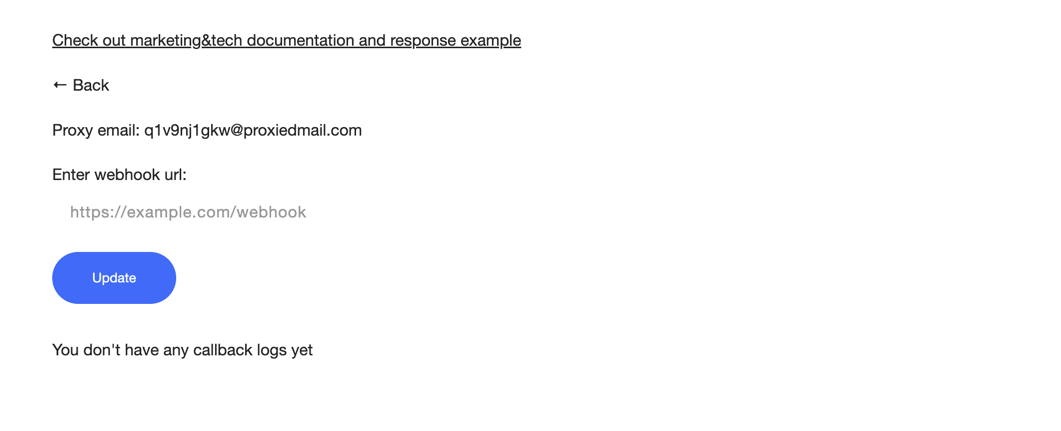 Check out marketing&tech documentation and response example
← Back
Proxy email: q1v9nj1gkw@proxiedmail.com
Enter webhook url:
https://example.com/webhook
Update
You don't have any callback logs yet